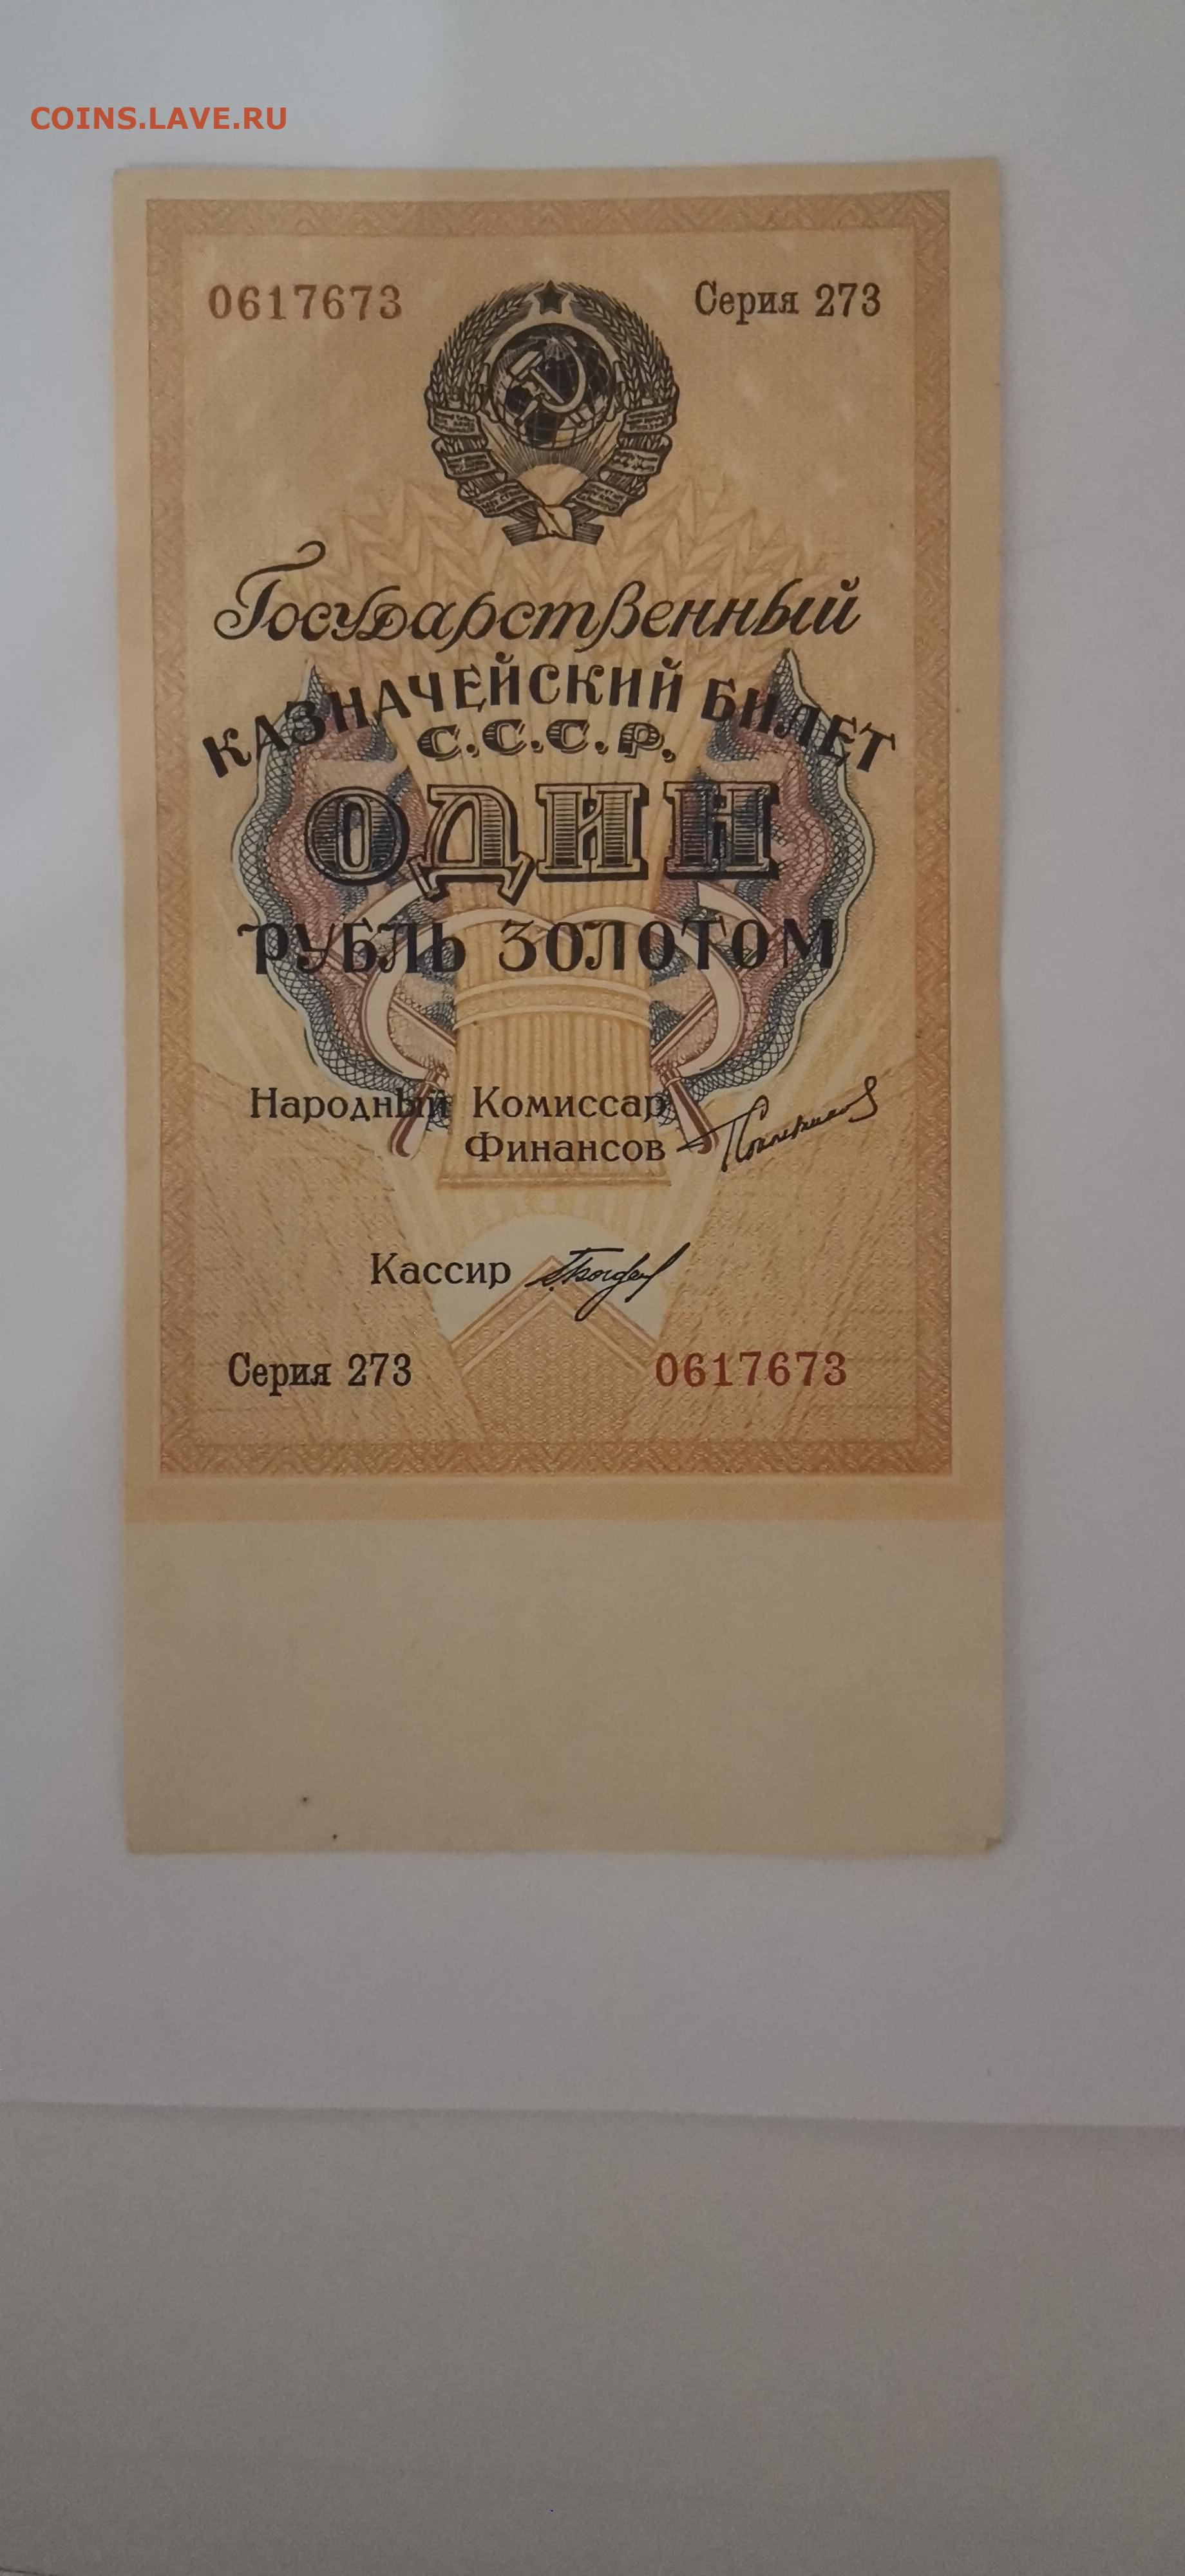 COINS.LAVE.RU
0617673 Серия 273
Государственный
КАЗНАЧЕЙСКИЙ БИЛЕТ
С.С.С.Р.
ОДИН
РУБЛЬ ЗОЛОТОМ
Народный Комиссар
Финансов
Кассир
Серия 273 0617673